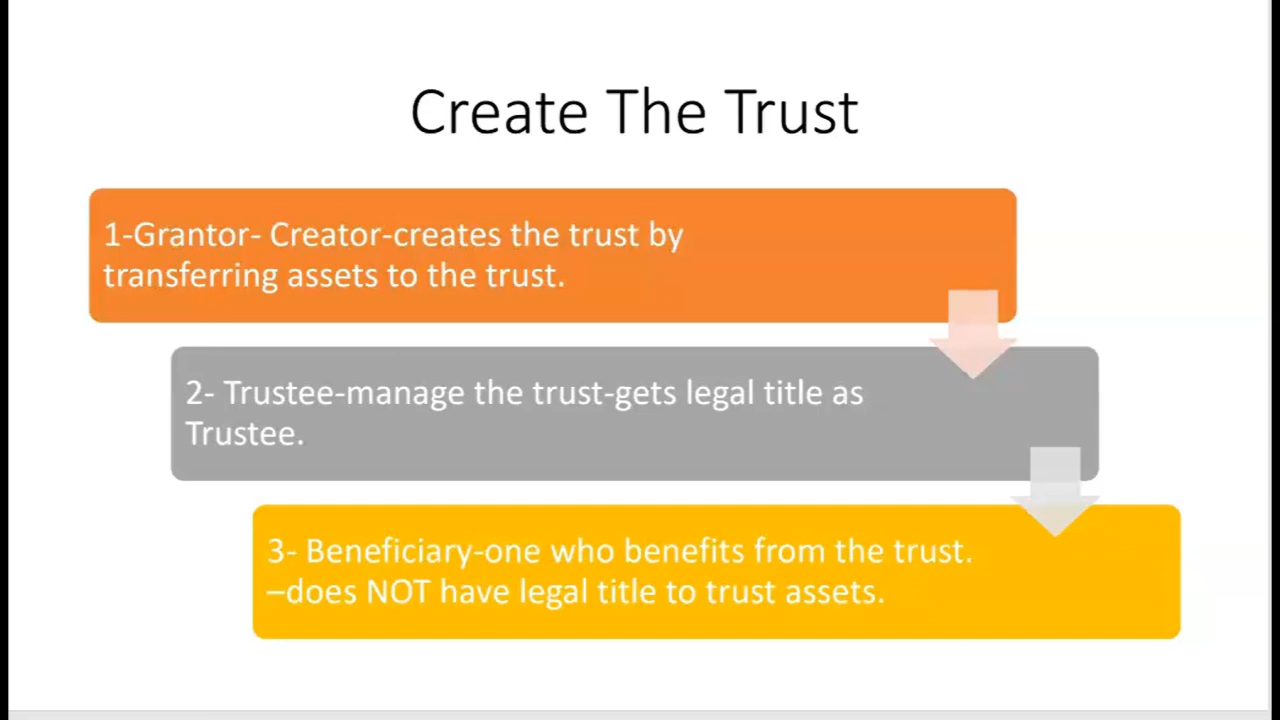 Create The Trust
1-Grantor- Creator-creates the trust by
transferring assets to the trust.
2- Trustee-manage the trust-gets legal title as
Trustee.
3- Beneficiary-one who benefits from the trust.
–does NOT have legal title to trust assets.